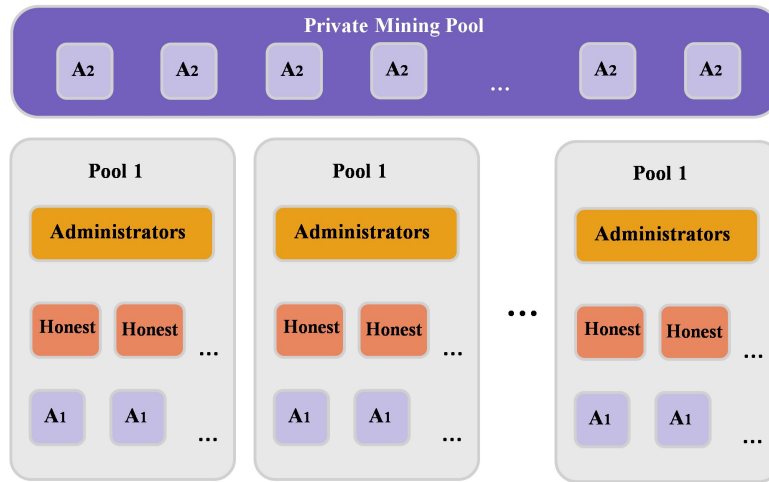 Private Mining Pool
A2 A2 A2 A2 ... A2 A2
Pool 1 Pool 1 Pool 1
Administrators Administrators Administrators
...
Honest Honest ... Honest Honest ... Honest Honest ...
A1 A1 ... A1 A1 ... A1 A1 ...